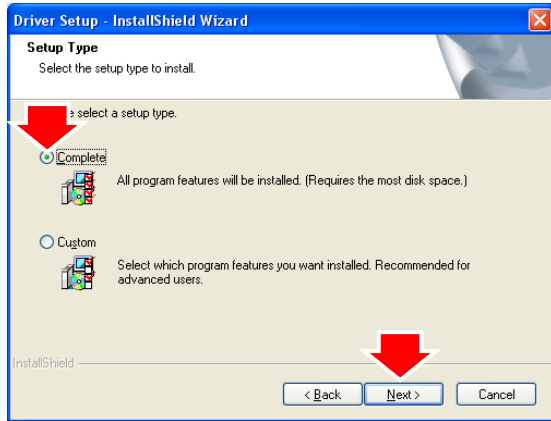 Driver Setup - InstallShield Wizard
Setup Type
Select the setup type to install.
select a setup type.
Complete
All program features will be installed. (Requires the most disk space.)
Custom
Select which program features you want installed. Recommended for
advanced users.
InstallShield
< Back Next > Cancel